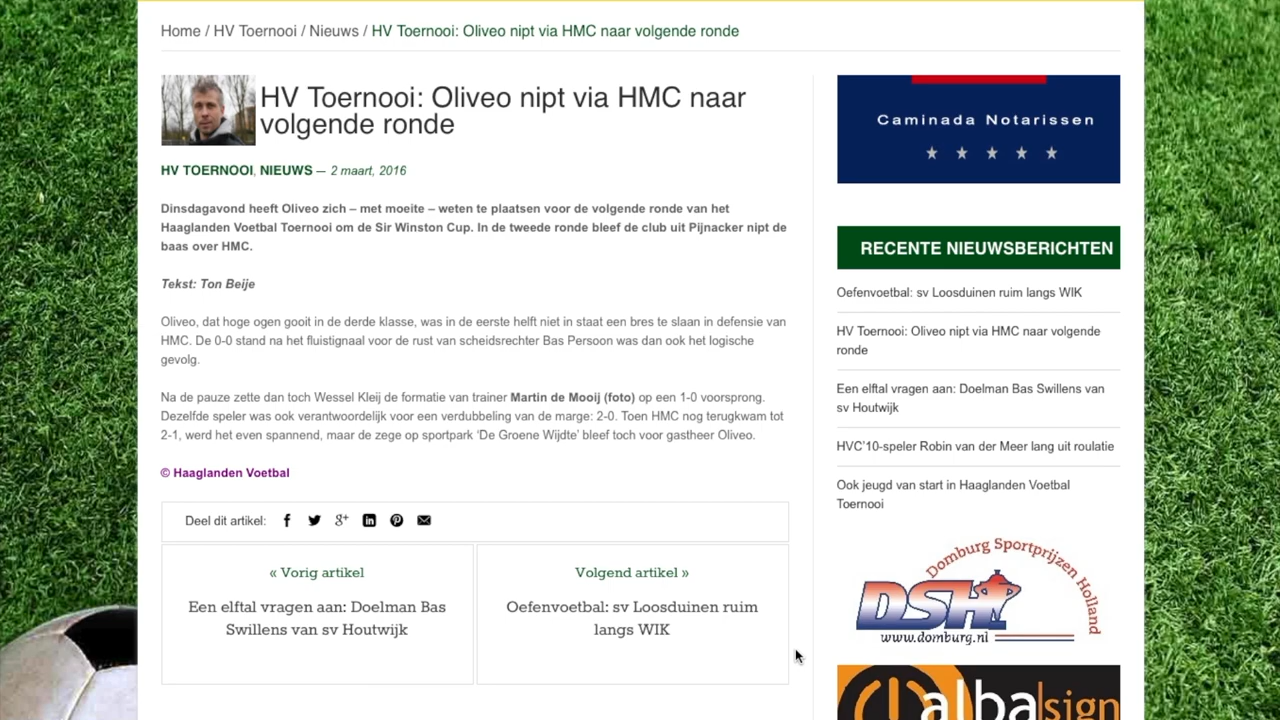 Home / HV Toernooi / Nieuws / HV Toernooi: Oliveo nipt via HMC naar volgende ronde
HV Toernooi: Oliveo nipt via HMC naar
volgende ronde
HV TOERNOOI, NIEUWS — 2 maart, 2016
Dinsdagavond heeft Oliveo zich – met moeite – weten te plaatsen voor de volgende ronde van het
Haaglanden Voetbal Toernooi om de Sir Winston Cup. In de tweede ronde bleef de club uit Pijnacker nipt de
baas over HMC.
Tekst: Ton Beije
Oliveo, dat hoge ogen gooit in de derde klasse, was in de eerste helft niet in staat een bres te slaan in defensie van
HMC. De 0-0 stand na het fluistignaal voor de rust van scheidsrechter Bas Persoon was dan ook het logische
gevolg.
Na de pauze zette dan toch Wessel Kleij de formatie van trainer Martin de Mooij (foto) op een 1-0 voorsprong.
Dezelfde speler was ook verantwoordelijk voor een verdubbeling van de marge: 2-0. Toen HMC nog terugkwam tot
2-1, werd het even spannend, maar de zege op sportpark ‘De Groene Wijdte’ bleef toch voor gastheer Oliveo.
© Haaglanden Voetbal
Deel dit artikel:
« Vorig artikel
Een elftal vragen aan: Doelman Bas
Swillens van sv Houtwijk
Volgend artikel »
Oefenvoetbal: sv Loosduinen ruim
langs WIK
Caminada Notarissen
RECENTE NIEUWSBERICHTEN
Oefenvoetbal: sv Loosduinen ruim langs WIK
HV Toernooi: Oliveo nipt via HMC naar volgende
ronde
Een elftal vragen aan: Doelman Bas Swillens van
sv Houtwijk
HVC'10-speler Robin van der Meer lang uit roulatie
Ook jeugd van start in Haaglanden Voetbal
Toernooi
Domburg Sportprijzen Holland
DSH
www.domburg.nl
albasign